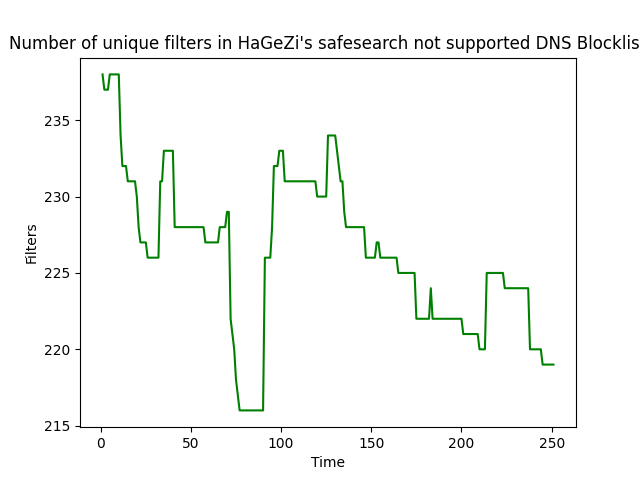 Number of unique filters in HaGeZi's safesearch not supported DNS Blocklis
235
230
225
220
215
Filters
0 50 100 150 200 250
Time